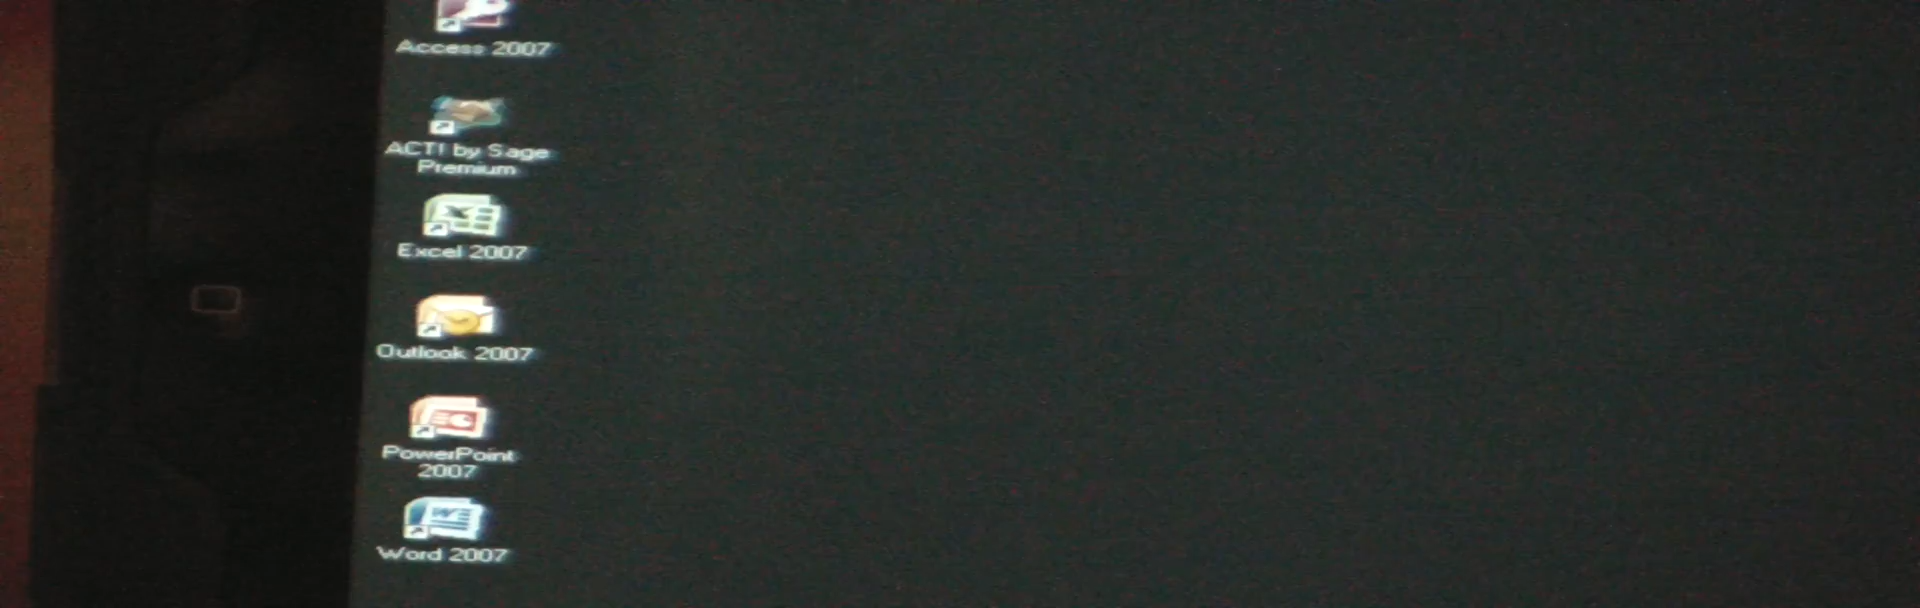 Access 2007
ACT! by Sage
Premium
Excel 2007
Outlook 2007
PowerPoint
2007
Word 2007